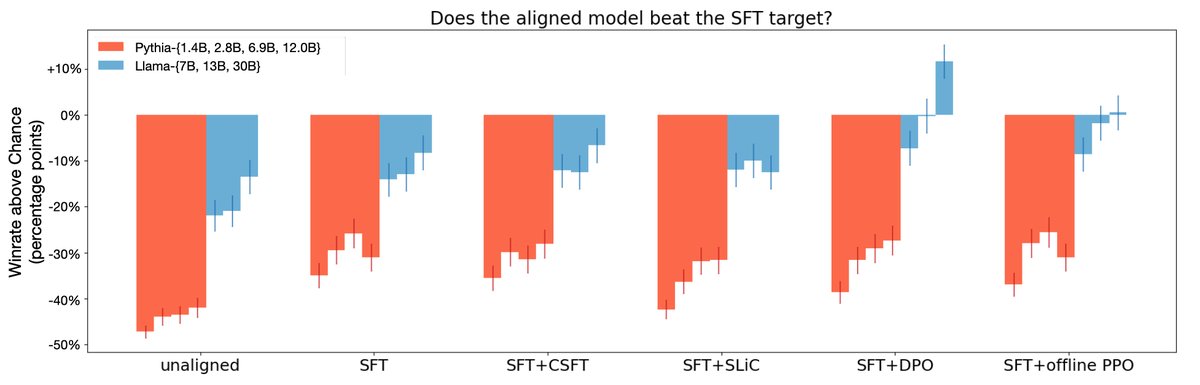 Does the aligned model beat the SFT target?
Pythia-{1.4B, 2.8B, 6.9B, 12.0B}
Llama-{7B, 13B, 30B}
Winrate above Chance
(percentage points)
+10%
0%
-10%
-20%
-30%
-40%
-50%
unaligned
SFT
SFT+CSFT
SFT+SLiC
SFT+DPO
SFT+offline PPO